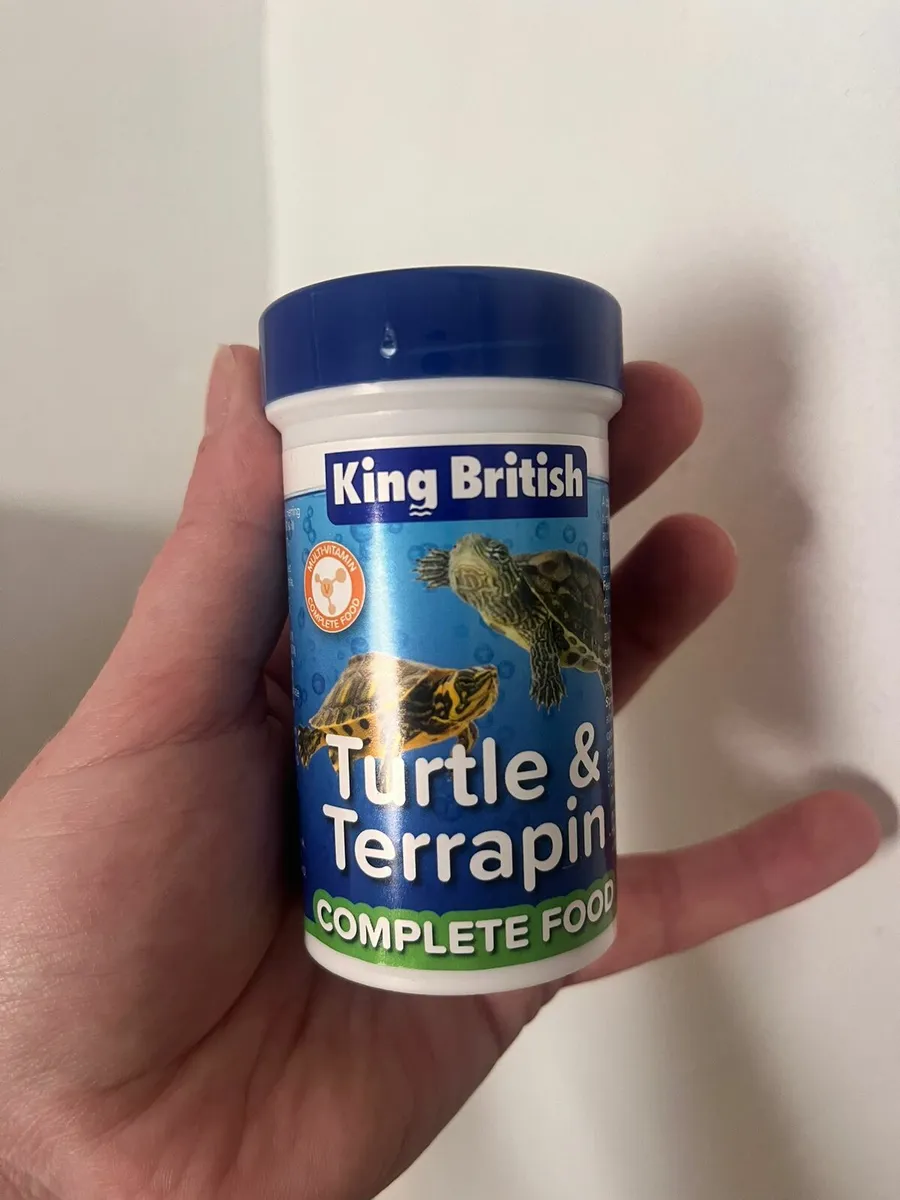 King British
MULTI-VITAMIN
COMPLETE FOOD
Turtle &
Terrapin
COMPLETE FOOD